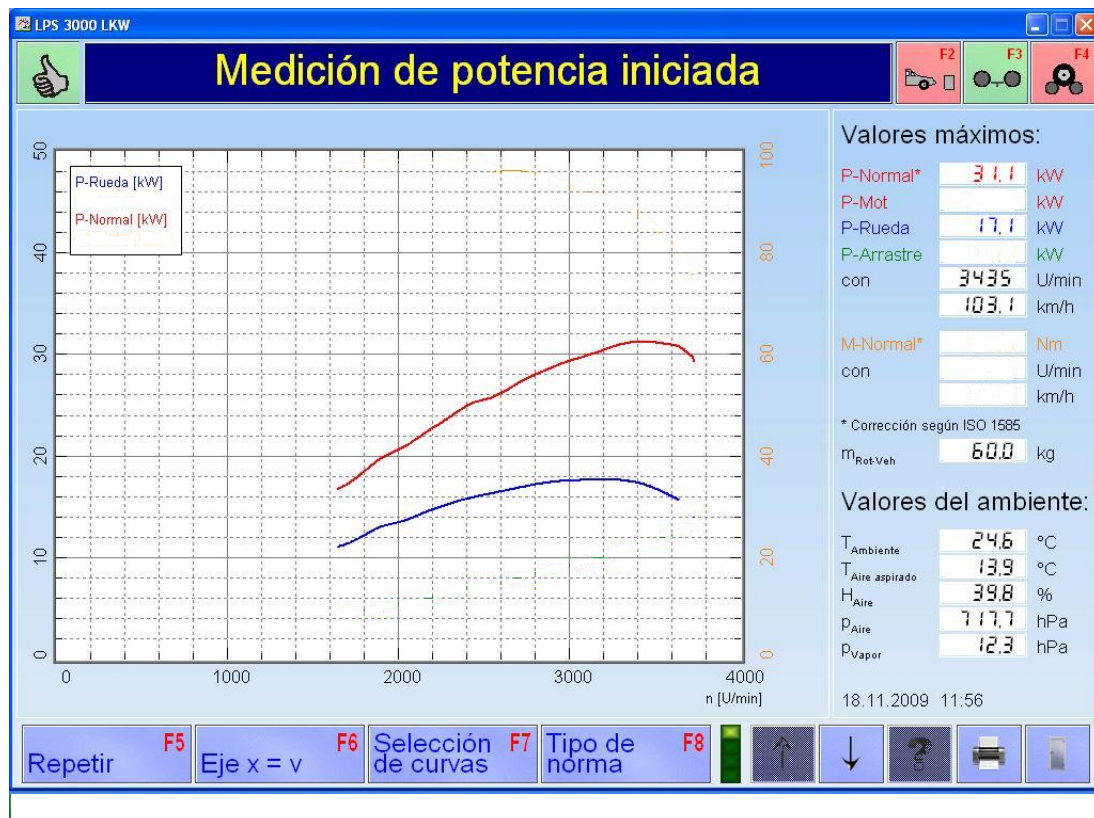 LPS 3000 LKW
Medición de potencia iniciada
F2
F3
F4
50
40
30
20
10
0
P-Rueda [kW]
P-Normal [kW]
100
80
60
40
20
0
0 1000 2000 3000 4000
n [U/min]
Valores máximos:
P-Normal* 31,1 kW
P-Mot kW
P-Rueda 17,1 kW
P-Arrastre kW
con 3435 U/min
103,1 km/h
M-Normal* Nm
con U/min
km/h
* Corrección según ISO 1585
mRot-Veh 60,0 kg
Valores del ambiente:
TAmbiente 24,6 °C
TAire aspirado 13,9 °C
HAire 39,8 %
pAire 717,7 hPa
pVapor 12,3 hPa
18.11.2009 11:56
Repetir F5
Eje x = v F6
Selección de curvas F7
Tipo de norma F8